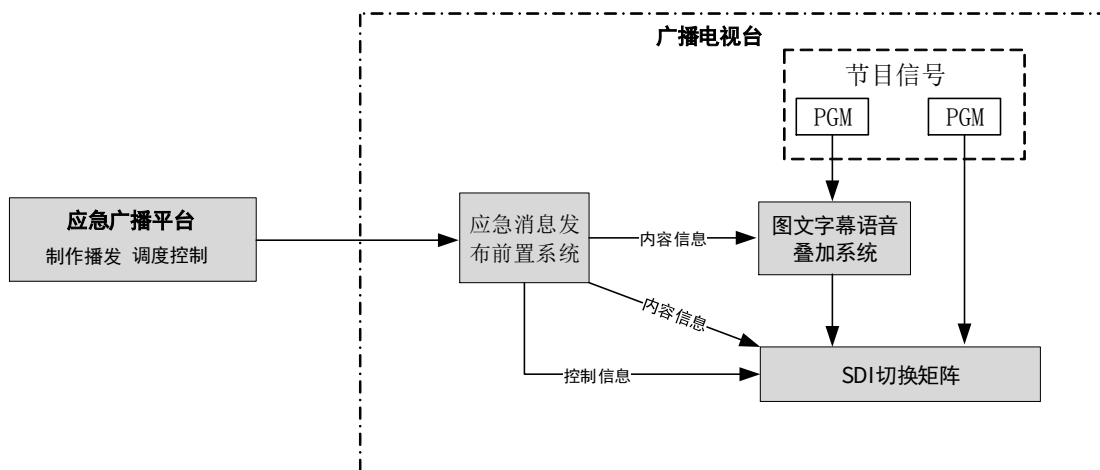 广播电视台
节目信号
PGM
PGM
应急广播平台
制作播发 调度控制
应急消息发
布前置系统
内容信息
图文字幕语音
叠加系统
内容信息
控制信息
SDI切换矩阵